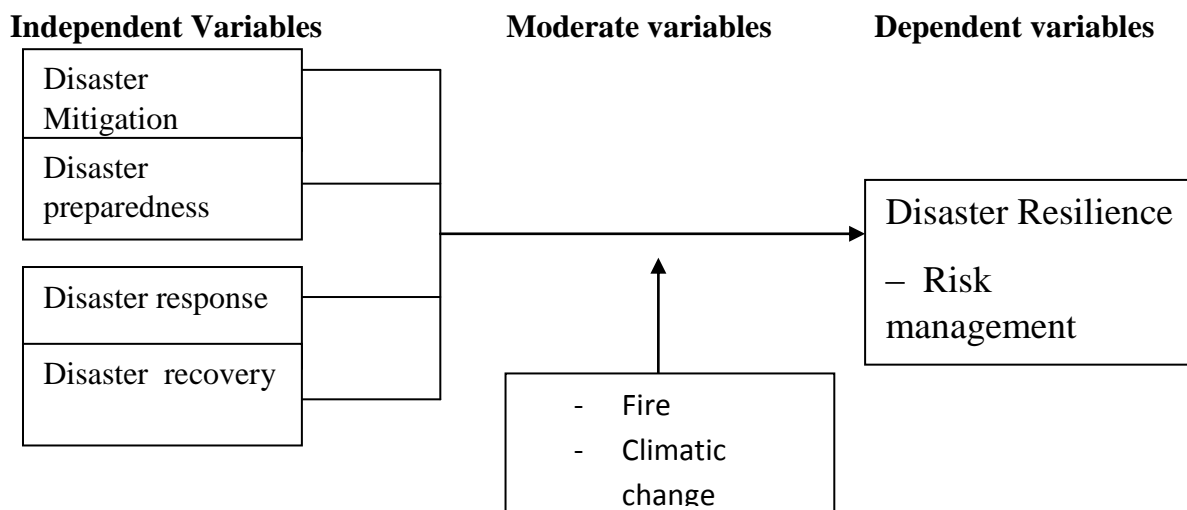 Independent Variables
Moderate variables
Dependent variables
Disaster
Mitigation
Disaster
preparedness
Disaster response
Disaster  recovery
Disaster Resilience
– Risk
management
- Fire
- Climatic
change